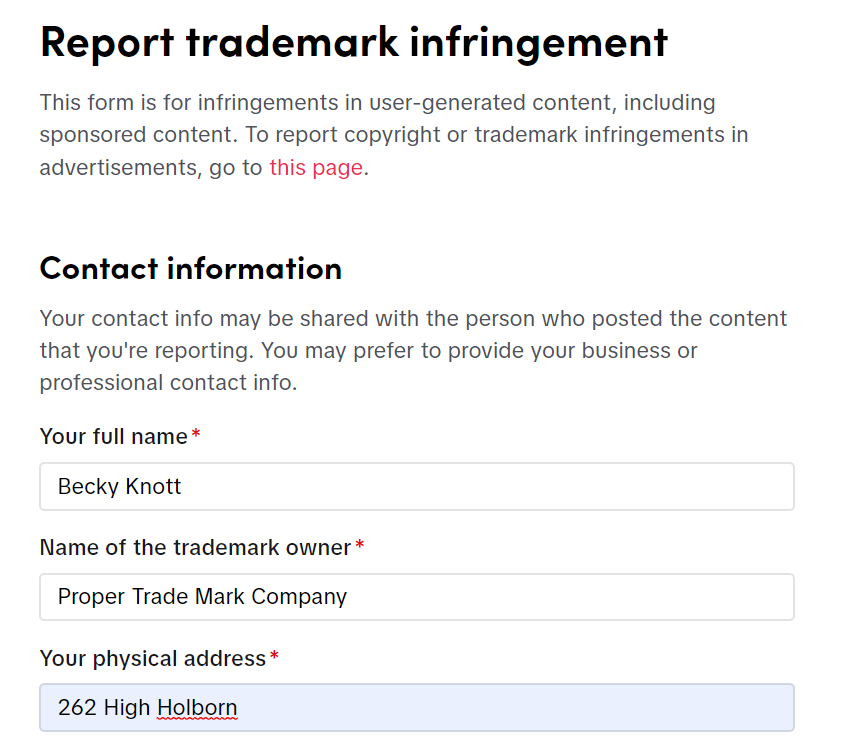 Report trademark infringement
This form is for infringements in user-generated content, including
sponsored content. To report copyright or trademark infringements in
advertisements, go to this page.
Contact information
Your contact info may be shared with the person who posted the content
that you're reporting. You may prefer to provide your business or
professional contact info.
Your full name*
Becky Knott
Name of the trademark owner*
Proper Trade Mark Company
Your physical address*
262 High Holborn